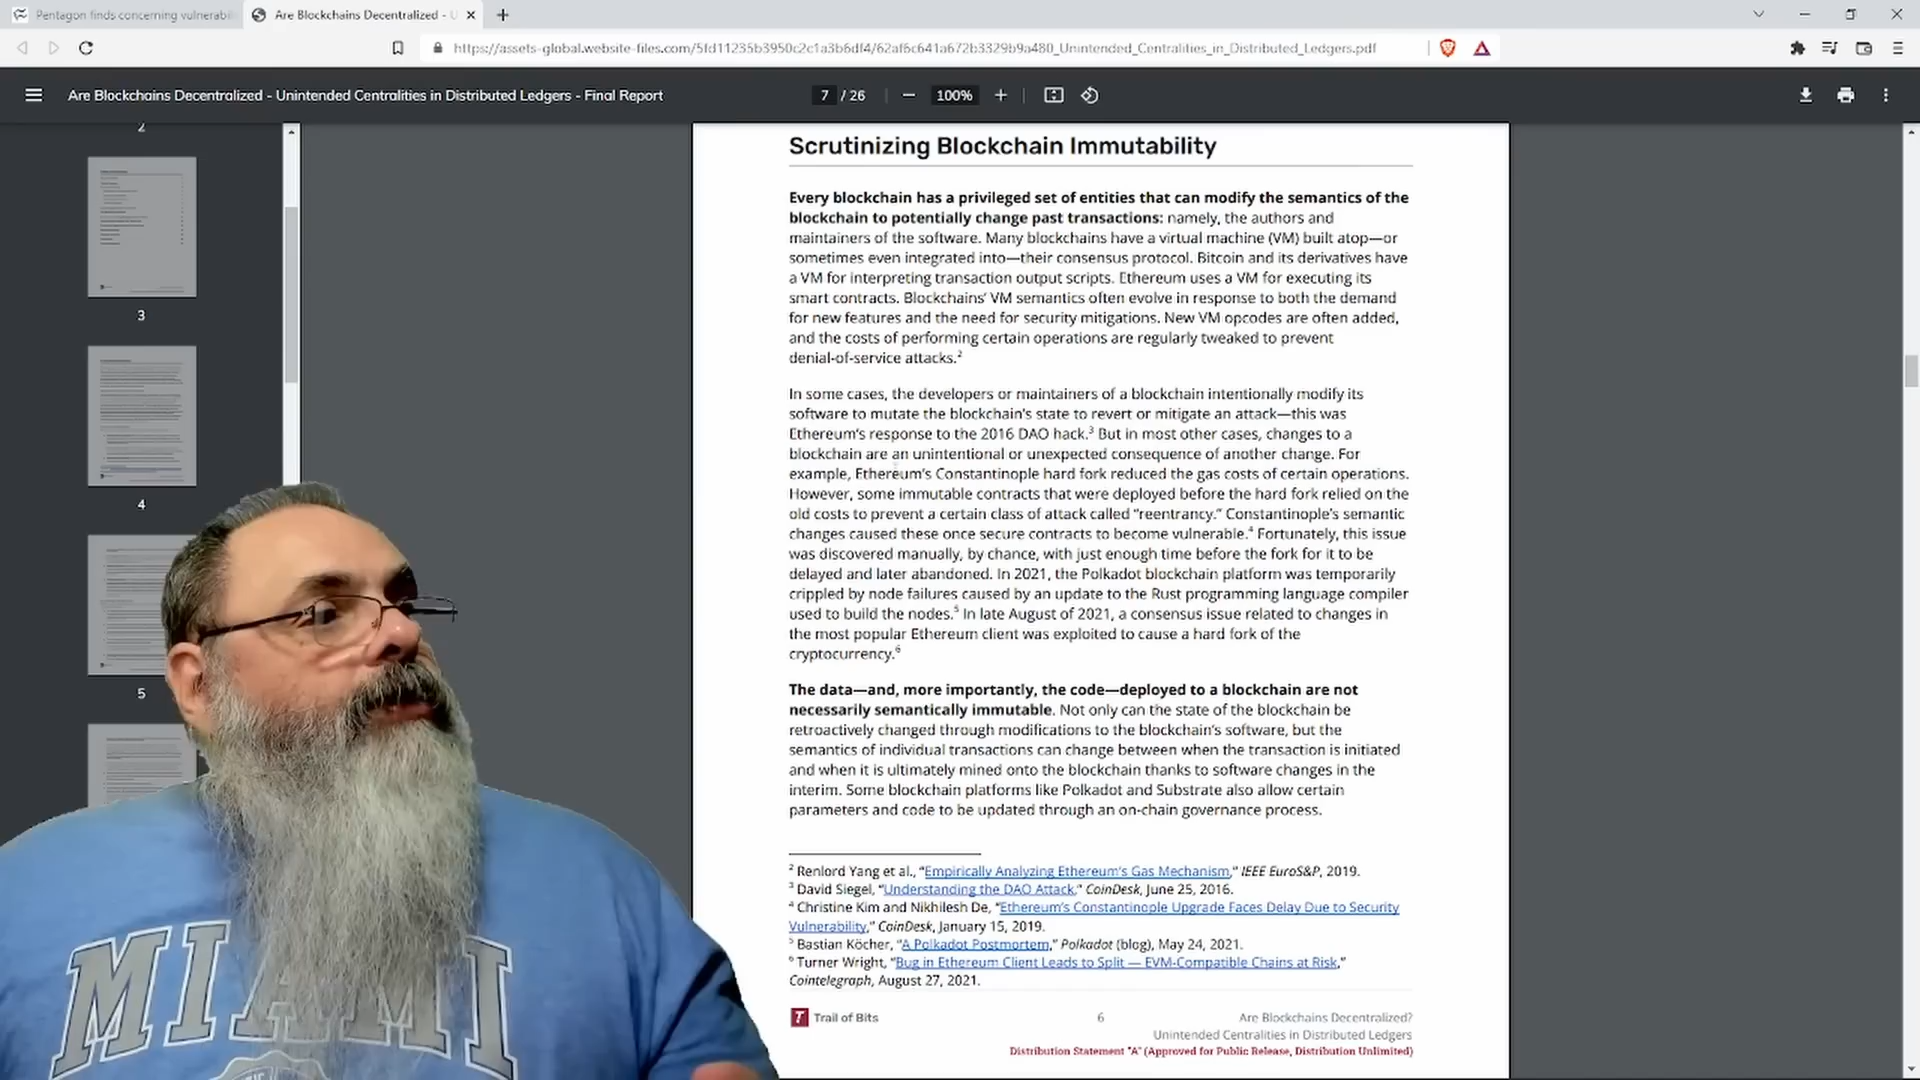 Pentagon finds concerning vulnerabili
Are Blockchains Decentralized - U
https://assets-global.website-files.com/5fd11235b3950c2c1a3b6df4/62af6c641a672b3329b9a480_Unintended_Centralities_in_Distributed_Ledgers.pdf
Are Blockchains Decentralized - Unintended Centralities in Distributed Ledgers - Final Report
7 / 26
100%
2
3
4
5
Scrutinizing Blockchain Immutability
Every blockchain has a privileged set of entities that can modify the semantics of the
blockchain to potentially change past transactions: namely, the authors and
maintainers of the software. Many blockchains have a virtual machine (VM) built atop—or
sometimes even integrated into—their consensus protocol. Bitcoin and its derivatives have
a VM for interpreting transaction output scripts. Ethereum uses a VM for executing its
smart contracts. Blockchains’ VM semantics often evolve in response to both the demand
for new features and the need for security mitigations. New VM opcodes are often added,
and the costs of performing certain operations are regularly tweaked to prevent
denial-of-service attacks.²
In some cases, the developers or maintainers of a blockchain intentionally modify its
software to mutate the blockchain’s state to revert or mitigate an attack—this was
Ethereum’s response to the 2016 DAO hack.³ But in most other cases, changes to a
blockchain are an unintentional or unexpected consequence of another change. For
example, Ethereum’s Constantinople hard fork reduced the gas costs of certain operations.
However, some immutable contracts that were deployed before the hard fork relied on the
old costs to prevent a certain class of attack called “reentrancy.” Constantinople’s semantic
changes caused these once secure contracts to become vulnerable.⁴ Fortunately, this issue
was discovered manually, by chance, with just enough time before the fork for it to be
delayed and later abandoned. In 2021, the Polkadot blockchain platform was temporarily
crippled by node failures caused by an update to the Rust programming language compiler
used to build the nodes.⁵ In late August of 2021, a consensus issue related to changes in
the most popular Ethereum client was exploited to cause a hard fork of the
cryptocurrency.⁶
The data—and, more importantly, the code—deployed to a blockchain are not
necessarily semantically immutable. Not only can the state of the blockchain be
retroactively changed through modifications to the blockchain’s software, but the
semantics of individual transactions can change between when the transaction is initiated
and when it is ultimately mined onto the blockchain thanks to software changes in the
interim. Some blockchain platforms like Polkadot and Substrate also allow certain
parameters and code to be updated through an on-chain governance process.
² Renlord Yang et al., “Empirically Analyzing Ethereum’s Gas Mechanism,” IEEE EuroS&P, 2019.
³ David Siegel, “Understanding the DAO Attack,” CoinDesk, June 25, 2016.
⁴ Christine Kim and Nikhilesh De, “Ethereum’s Constantinople Upgrade Faces Delay Due to Security
Vulnerability,” CoinDesk, January 15, 2019.
⁵ Bastian Köcher, “A Polkadot Postmortem,” Polkadot (blog), May 24, 2021.
⁶ Turner Wright, “Bug in Ethereum Client Leads to Split — EVM-Compatible Chains at Risk,”
Cointelegraph, August 27, 2021.
Trail of Bits
6
Are Blockchains Decentralized?
Unintended Centralities in Distributed Ledgers
Distribution Statement "A" (Approved for Public Release, Distribution Unlimited)
MIAMI